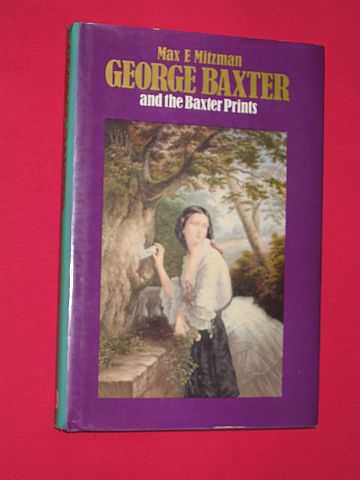 Max E Mitzman
GEORGE BAXTER
and the Baxter Prints